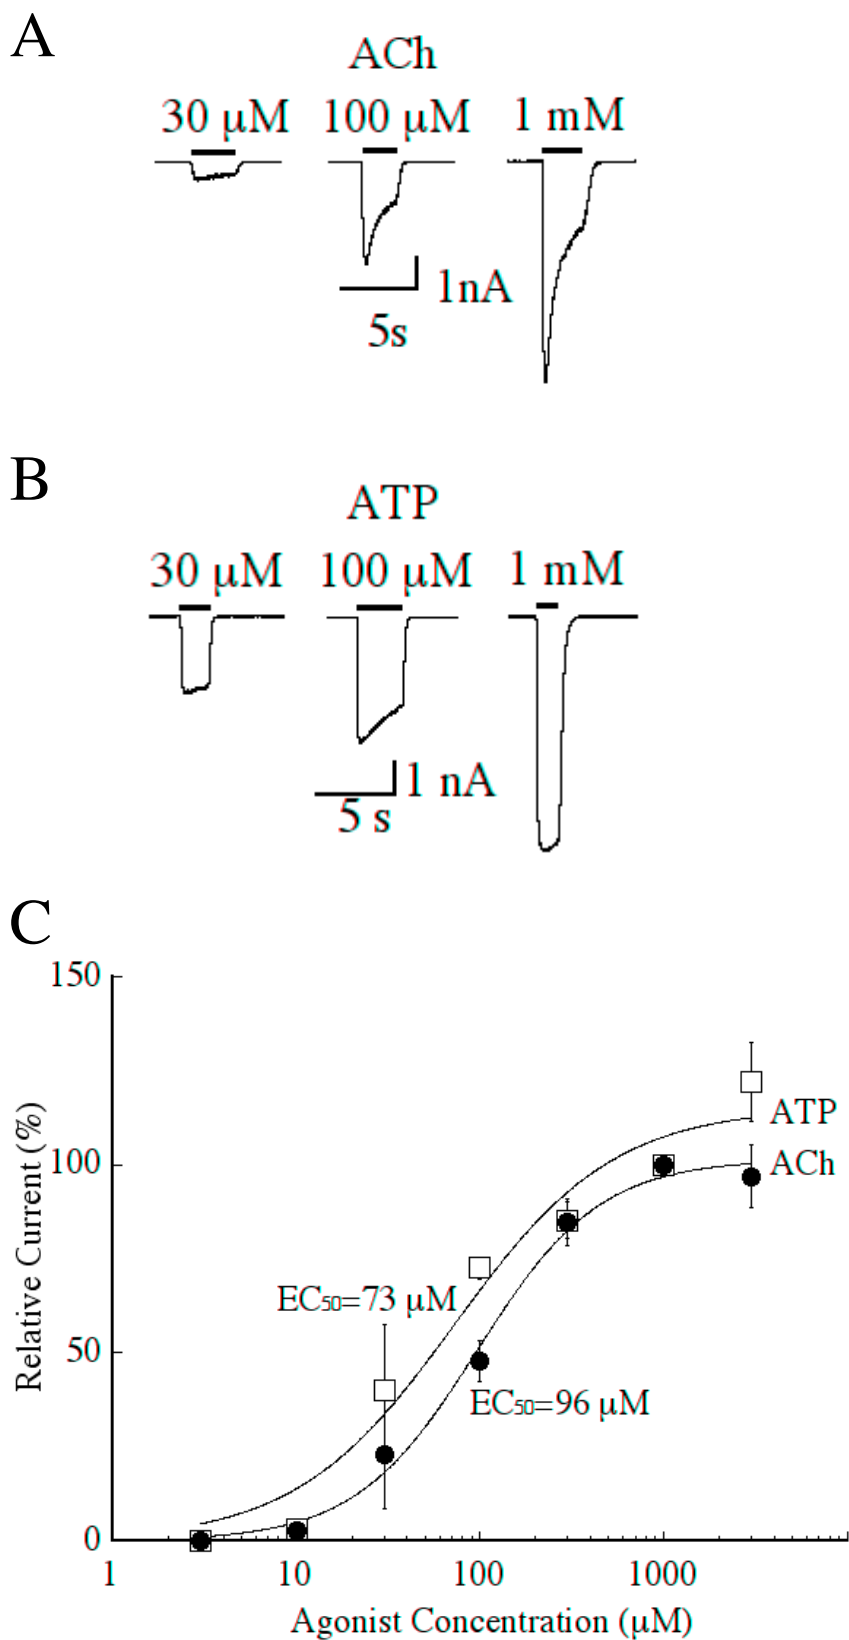 A
ACh
30 μM 100 μM 1 mM
1nA
5s
B
ATP
30 μM 100 μM 1 mM
1 nA
5 s
C
150
100
50
0
Relative Current (%)
ATP
ACh
EC50=73 μM
EC50=96 μM
1 10 100 1000
Agonist Concentration (μM)